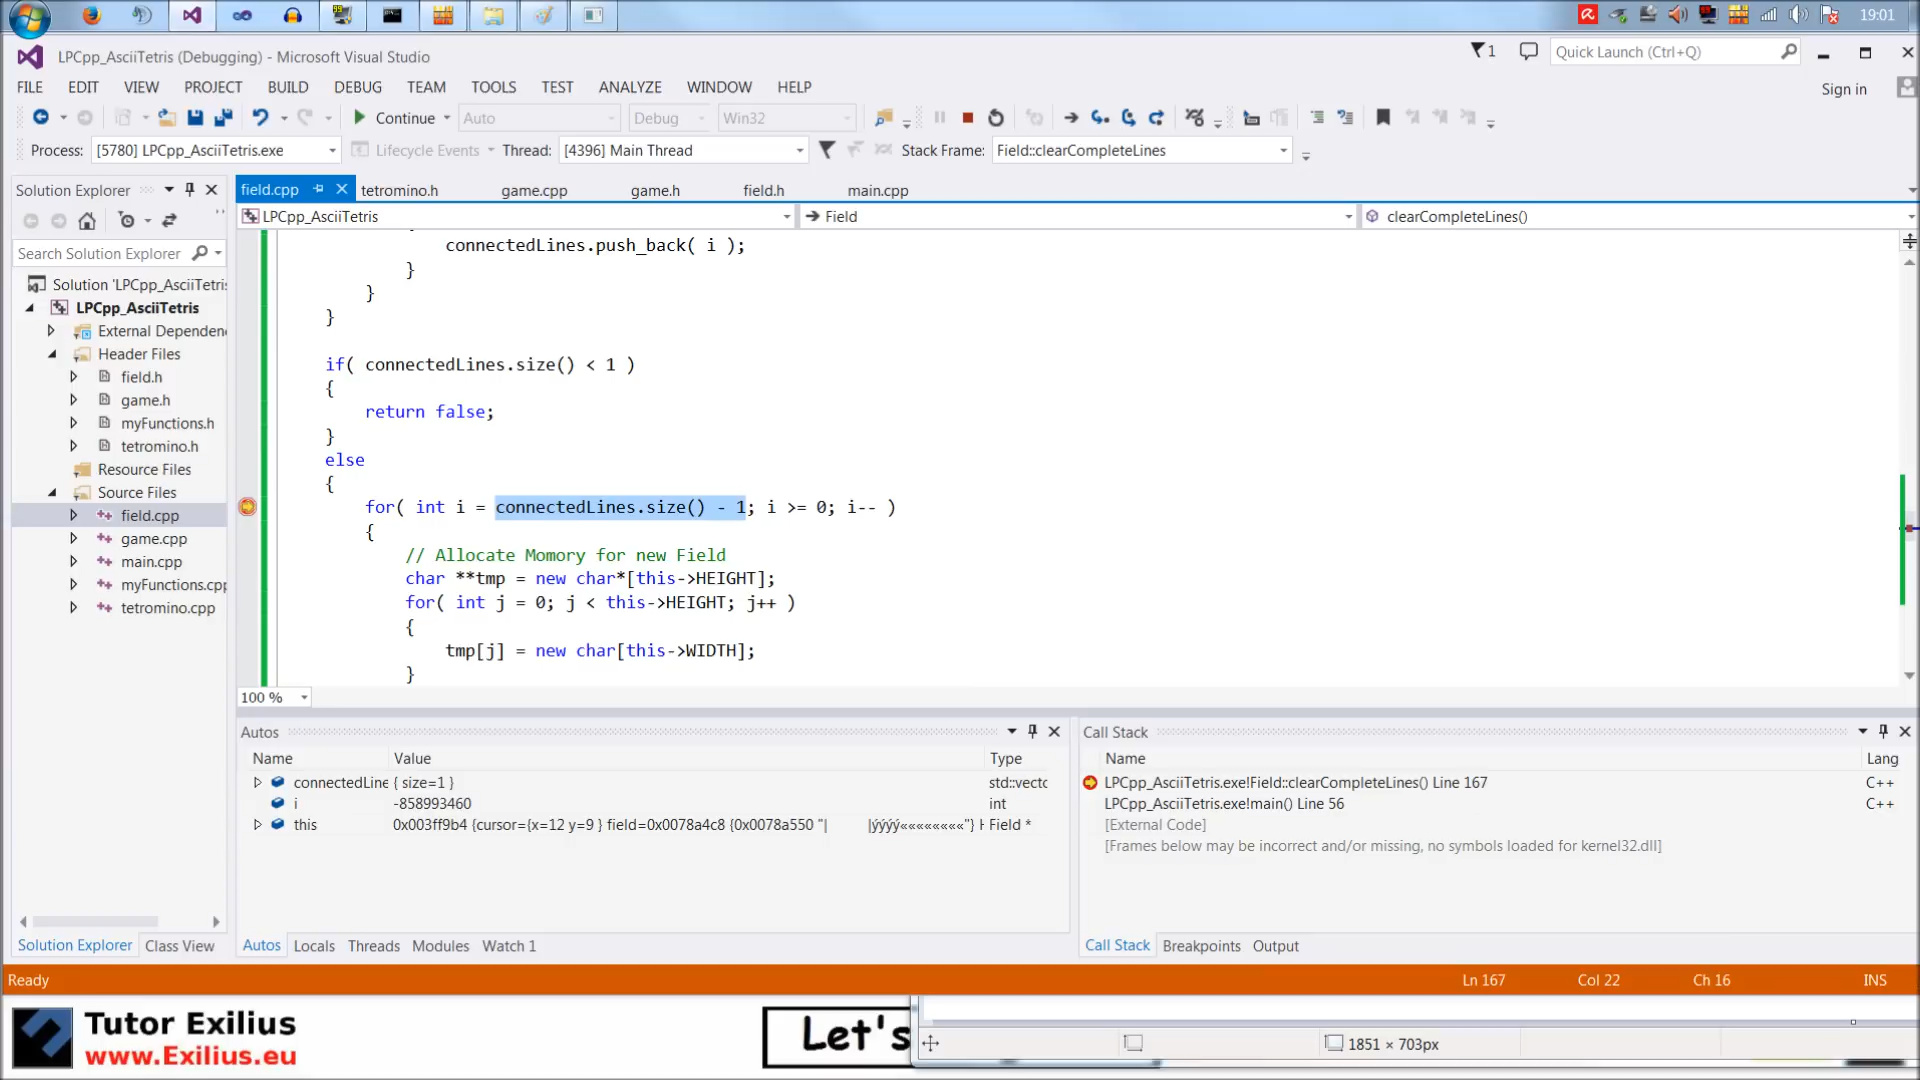 19:01
LPCpp_AsciiTetris (Debugging) - Microsoft Visual Studio
1
Quick Launch (Ctrl+Q)
FILE EDIT VIEW PROJECT BUILD DEBUG TEAM TOOLS TEST ANALYZE WINDOW HELP
Sign in
Continue Auto Debug Win32
Process: [5780] LPCpp_AsciiTetris.exe Lifecycle Events Thread: [4396] Main Thread Stack Frame: Field::clearCompleteLines
Solution Explorer
field.cpp tetromino.h game.cpp game.h field.h main.cpp
LPCpp_AsciiTetris Field clearCompleteLines()
Search Solution Explorer
Solution 'LPCpp_AsciiTetris
LPCpp_AsciiTetris
External Dependen
Header Files
field.h
game.h
myFunctions.h
tetromino.h
Resource Files
Source Files
field.cpp
game.cpp
main.cpp
myFunctions.cpp
tetromino.cpp
connectedLines.push_back( i );
}
}
}
if( connectedLines.size() < 1 )
{
return false;
}
else
{
for( int i = connectedLines.size() - 1; i >= 0; i-- )
{
// Allocate Momory for new Field
char **tmp = new char*[this->HEIGHT];
for( int j = 0; j < this->HEIGHT; j++ )
{
tmp[j] = new char[this->WIDTH];
}
100 %
Autos
Name Value Type
connectedLine { size=1 } std::vecto
i -858993460 int
this 0x003ff9b4 {cursor={x=12 y=9 } field=0x0078a4c8 {0x0078a550 "| |ýýýý««««««««"} H Field *
Call Stack
Name Lang
LPCpp_AsciiTetris.exe!Field::clearCompleteLines() Line 167 C++
LPCpp_AsciiTetris.exe!main() Line 56 C++
[External Code]
[Frames below may be incorrect and/or missing, no symbols loaded for kernel32.dll]
Solution Explorer Class View
Autos Locals Threads Modules Watch 1
Call Stack Breakpoints Output
Ready Ln 167 Col 22 Ch 16 INS
Tutor Exilius
www.Exilius.eu
Let's
1851 × 703px